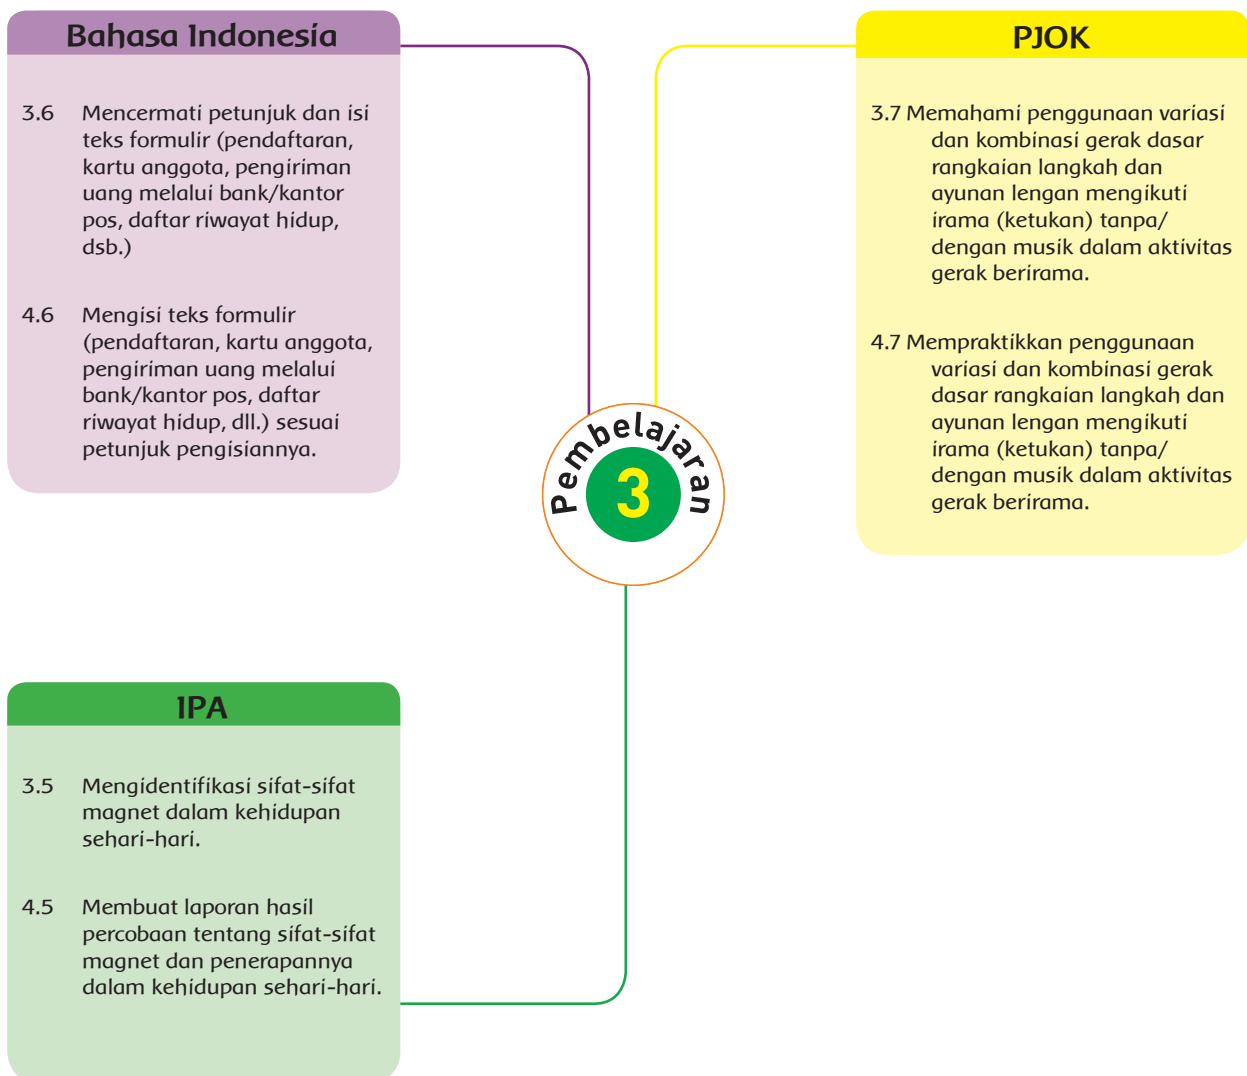 Bahasa Indonesia
3.6 Mencermati petunjuk dan isi
teks formulir (pendaftaran,
kartu anggota, pengiriman
uang melalui bank/kantor
pos, daftar riwayat hidup,
dsb.)
4.6 Mengisi teks formulir
(pendaftaran, kartu anggota,
pengiriman uang melalui
bank/kantor pos, daftar
riwayat hidup, dll.) sesuai
petunjuk pengisiannya.
PJOK
3.7 Memahami penggunaan variasi
dan kombinasi gerak dasar
rangkaian langkah dan
ayunan lengan mengikuti
irama (ketukan) tanpa/
dengan musik dalam aktivitas
gerak berirama.
4.7 Mempraktikkan penggunaan
variasi dan kombinasi gerak
dasar rangkaian langkah dan
ayunan lengan mengikuti
irama (ketukan) tanpa/
dengan musik dalam aktivitas
gerak berirama.
Pembelajaran
3
IPA
3.5 Mengidentifikasi sifat-sifat
magnet dalam kehidupan
sehari-hari.
4.5 Membuat laporan hasil
percobaan tentang sifat-sifat
magnet dan penerapannya
dalam kehidupan sehari-hari.